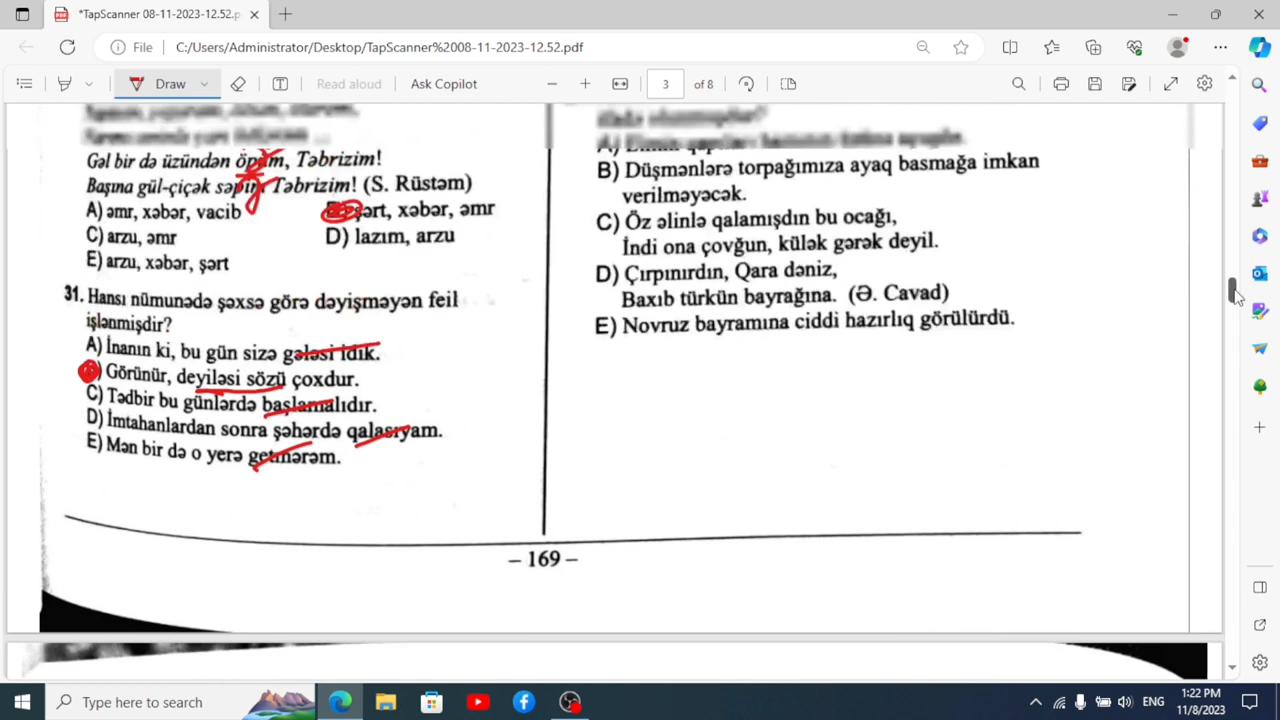 *TapScanner 08-11-2023-12.52.p
File
C:/Users/Administrator/Desktop/TapScanner%2008-11-2023-12.52.pdf
Draw
Read aloud
Ask Copilot
3
of 8
Gəl bir də üzündən öpüm, Təbrizim!
Başına gül-çiçək səpim, Təbrizim! (S. Rüstəm)
A) əmr, xəbər, vacib
şərt, xəbər, əmr
C) arzu, əmr
D) lazım, arzu
E) arzu, xəbər, şərt
31. Hansı nümunədə şəxsə görə dəyişməyən feil
işlənmişdir?
A) İnanın ki, bu gün sizə gələsi idik.
) Görünür, deyiləsi sözü çoxdur.
C) Tədbir bu günlərdə başlamalıdır.
D) İmtahanlardan sonra şəhərdə qalasıyam.
E) Mən bir də o yerə getmərəm.
B) Düşmənlərə torpağımıza ayaq basmağa imkan
verilməyəcək.
C) Öz əlinlə qalamışdın bu ocağı,
İndi ona çovğun, külək gərək deyil.
D) Çırpınırdın, Qara dəniz,
Baxıb türkün bayrağına. (Ə. Cavad)
E) Novruz bayramına ciddi hazırlıq görülürdü.
– 169 –
Type here to search
ENG
1:22 PM
11/8/2023